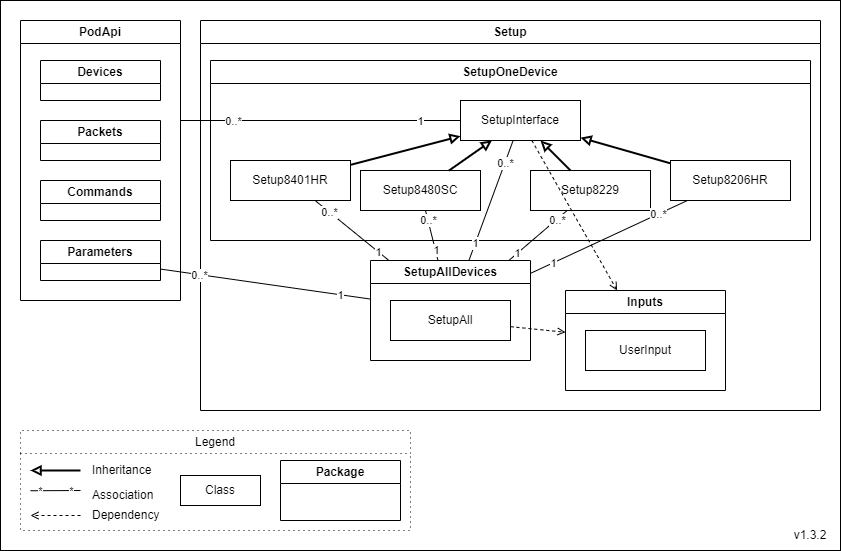 PodApi
Devices
Packets
Commands
Parameters
Setup
SetupOneDevice
SetupInterface
0..*
1
Setup8401HR
Setup8480SC
Setup8229
Setup8206HR
0..*
0..*
0..*
0..*
0..*
1
1
1
1
1
SetupAllDevices
SetupAll
0..*
1
Inputs
UserInput
Legend
Inheritance
* *
Association
Dependency
Class
Package
v1.3.2